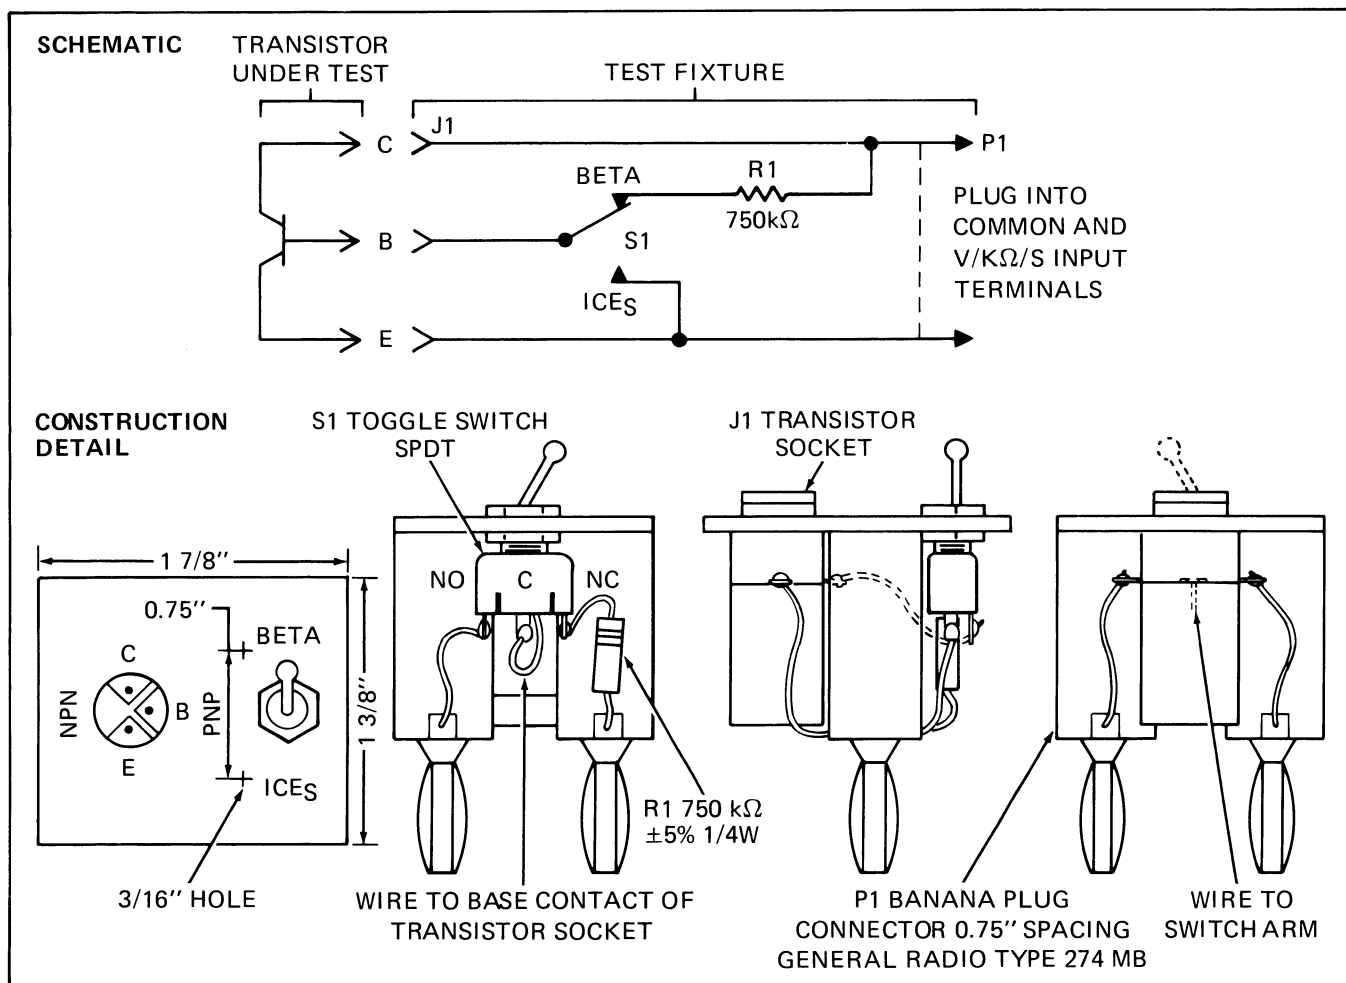 SCHEMATIC
TRANSISTOR
UNDER TEST
TEST FIXTURE
C
J1
P1
BETA
R1
750kΩ
B
S1
ICES
E
PLUG INTO
COMMON AND
V/KΩ/S INPUT
TERMINALS
CONSTRUCTION
DETAIL
S1 TOGGLE SWITCH
SPDT
J1 TRANSISTOR
SOCKET
1 7/8"
0.75"
BETA
C
NPN
B
PNP
E
ICES
1 3/8"
3/16" HOLE
NO
C
NC
R1 750 kΩ
±5% 1/4W
WIRE TO BASE CONTACT OF
TRANSISTOR SOCKET
P1 BANANA PLUG
CONNECTOR 0.75" SPACING
GENERAL RADIO TYPE 274 MB
WIRE TO
SWITCH ARM